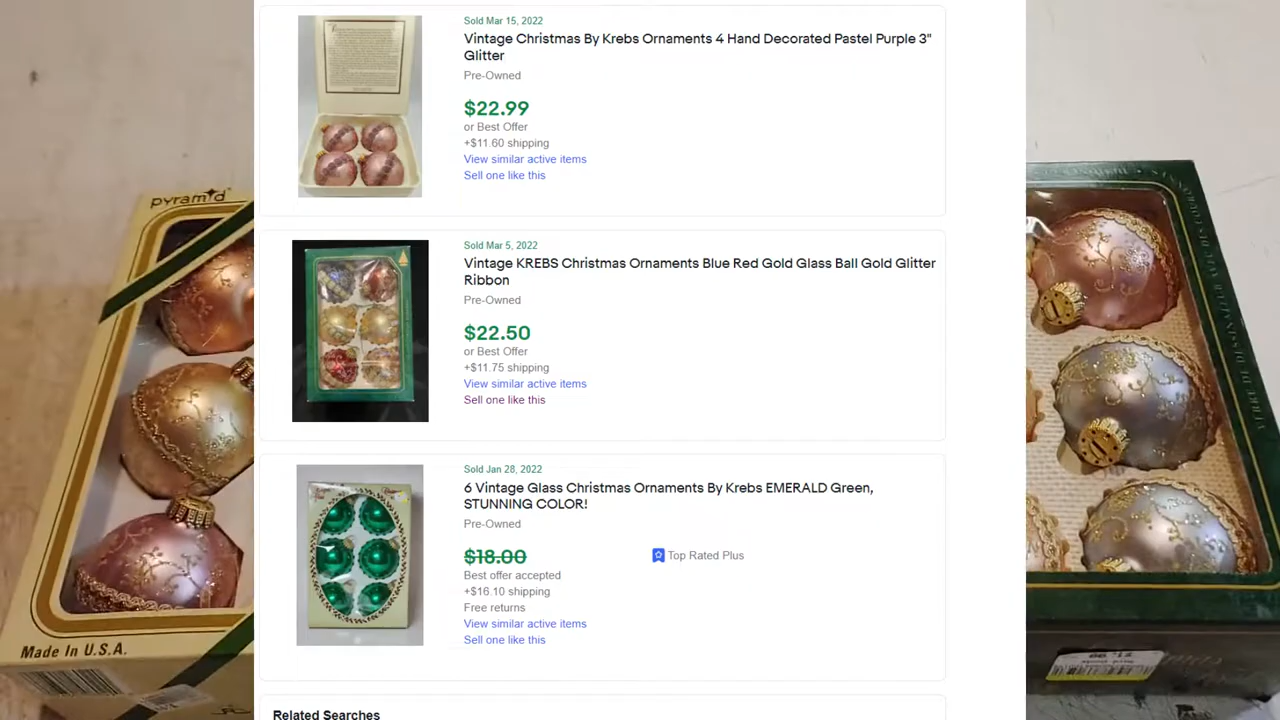 Sold Mar 15, 2022
Vintage Christmas By Krebs Ornaments 4 Hand Decorated Pastel Purple 3"
Glitter
Pre-Owned
$22.99
or Best Offer
+$11.60 shipping
View similar active items
Sell one like this
Sold Mar 5, 2022
Vintage KREBS Christmas Ornaments Blue Red Gold Glass Ball Gold Glitter
Ribbon
Pre-Owned
$22.50
or Best Offer
+$11.75 shipping
View similar active items
Sell one like this
Sold Jan 28, 2022
6 Vintage Glass Christmas Ornaments By Krebs EMERALD Green,
STUNNING COLOR!
Pre-Owned
$18.00
Top Rated Plus
Best offer accepted
+$16.10 shipping
Free returns
View similar active items
Sell one like this
Related Searches
pyramid
Made In U.S.A.